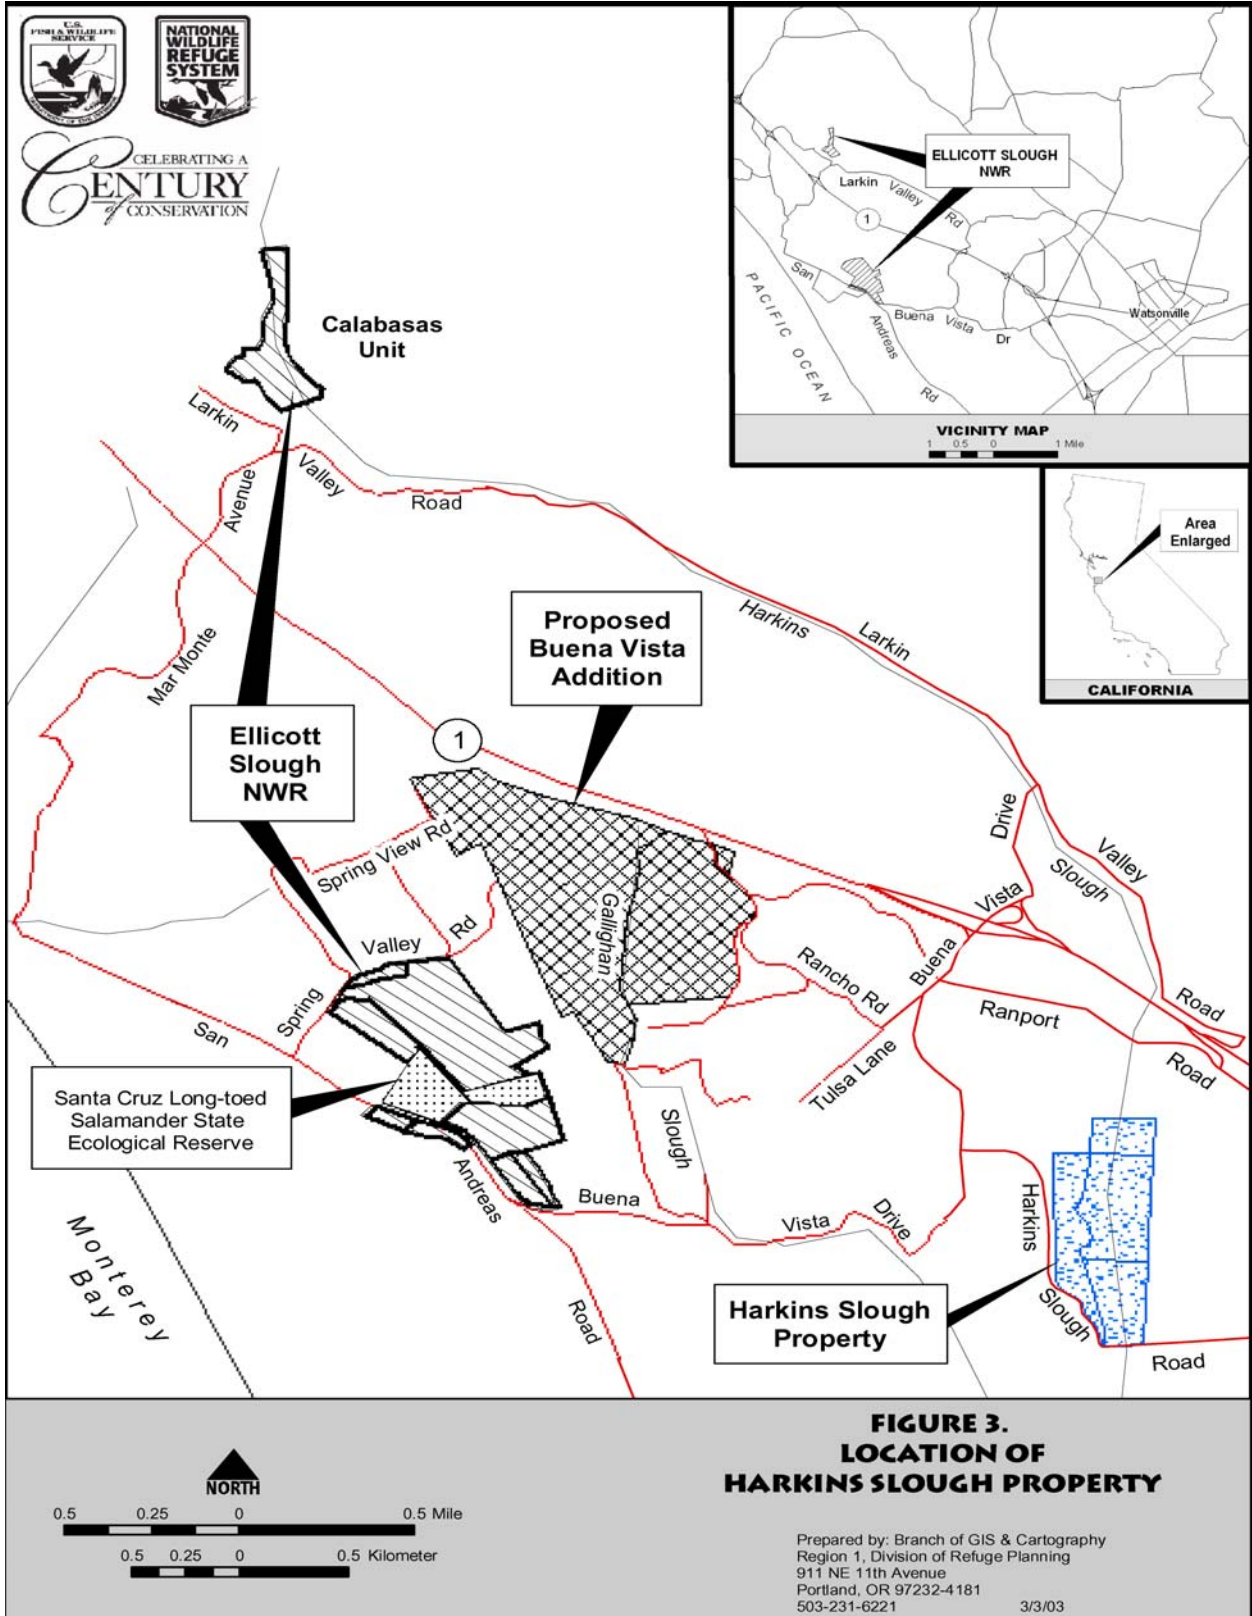 U.S.
FISH & WILDLIFE
SERVICE
DEPARTMENT OF THE INTERIOR
NATIONAL
WILDLIFE
REFUGE
SYSTEM
CELEBRATING A
CENTURY
of CONSERVATION
ELLICOTT SLOUGH
NWR
Larkin Valley Rd
1
San Andreas Rd
Buena Vista Dr
Watsonville
PACIFIC OCEAN
VICINITY MAP
1 0.5 0 1 Mile
Area
Enlarged
CALIFORNIA
Calabasas
Unit
Larkin
Valley
Road
Avenue
Mar Monte
Harkins
Larkin
Proposed
Buena Vista
Addition
Ellicott
Slough
NWR
1
Drive
Valley
Slough
Spring View Rd
Vista
Gallighan
Valley
Rd
Buena
Rancho Rd
Spring
San
Ranport
Road
Road
Tulsa Lane
Santa Cruz Long-toed
Salamander State
Ecological Reserve
Slough
Andreas
Buena
Vista
Drive
Harkins
Monterey
Bay
Harkins Slough
Property
Slough
Road
Road
FIGURE 3.
LOCATION OF
HARKINS SLOUGH PROPERTY
NORTH
0.5 0.25 0 0.5 Mile
0.5 0.25 0 0.5 Kilometer
Prepared by: Branch of GIS & Cartography
Region 1, Division of Refuge Planning
911 NE 11th Avenue
Portland, OR 97232-4181
503-231-6221 3/3/03